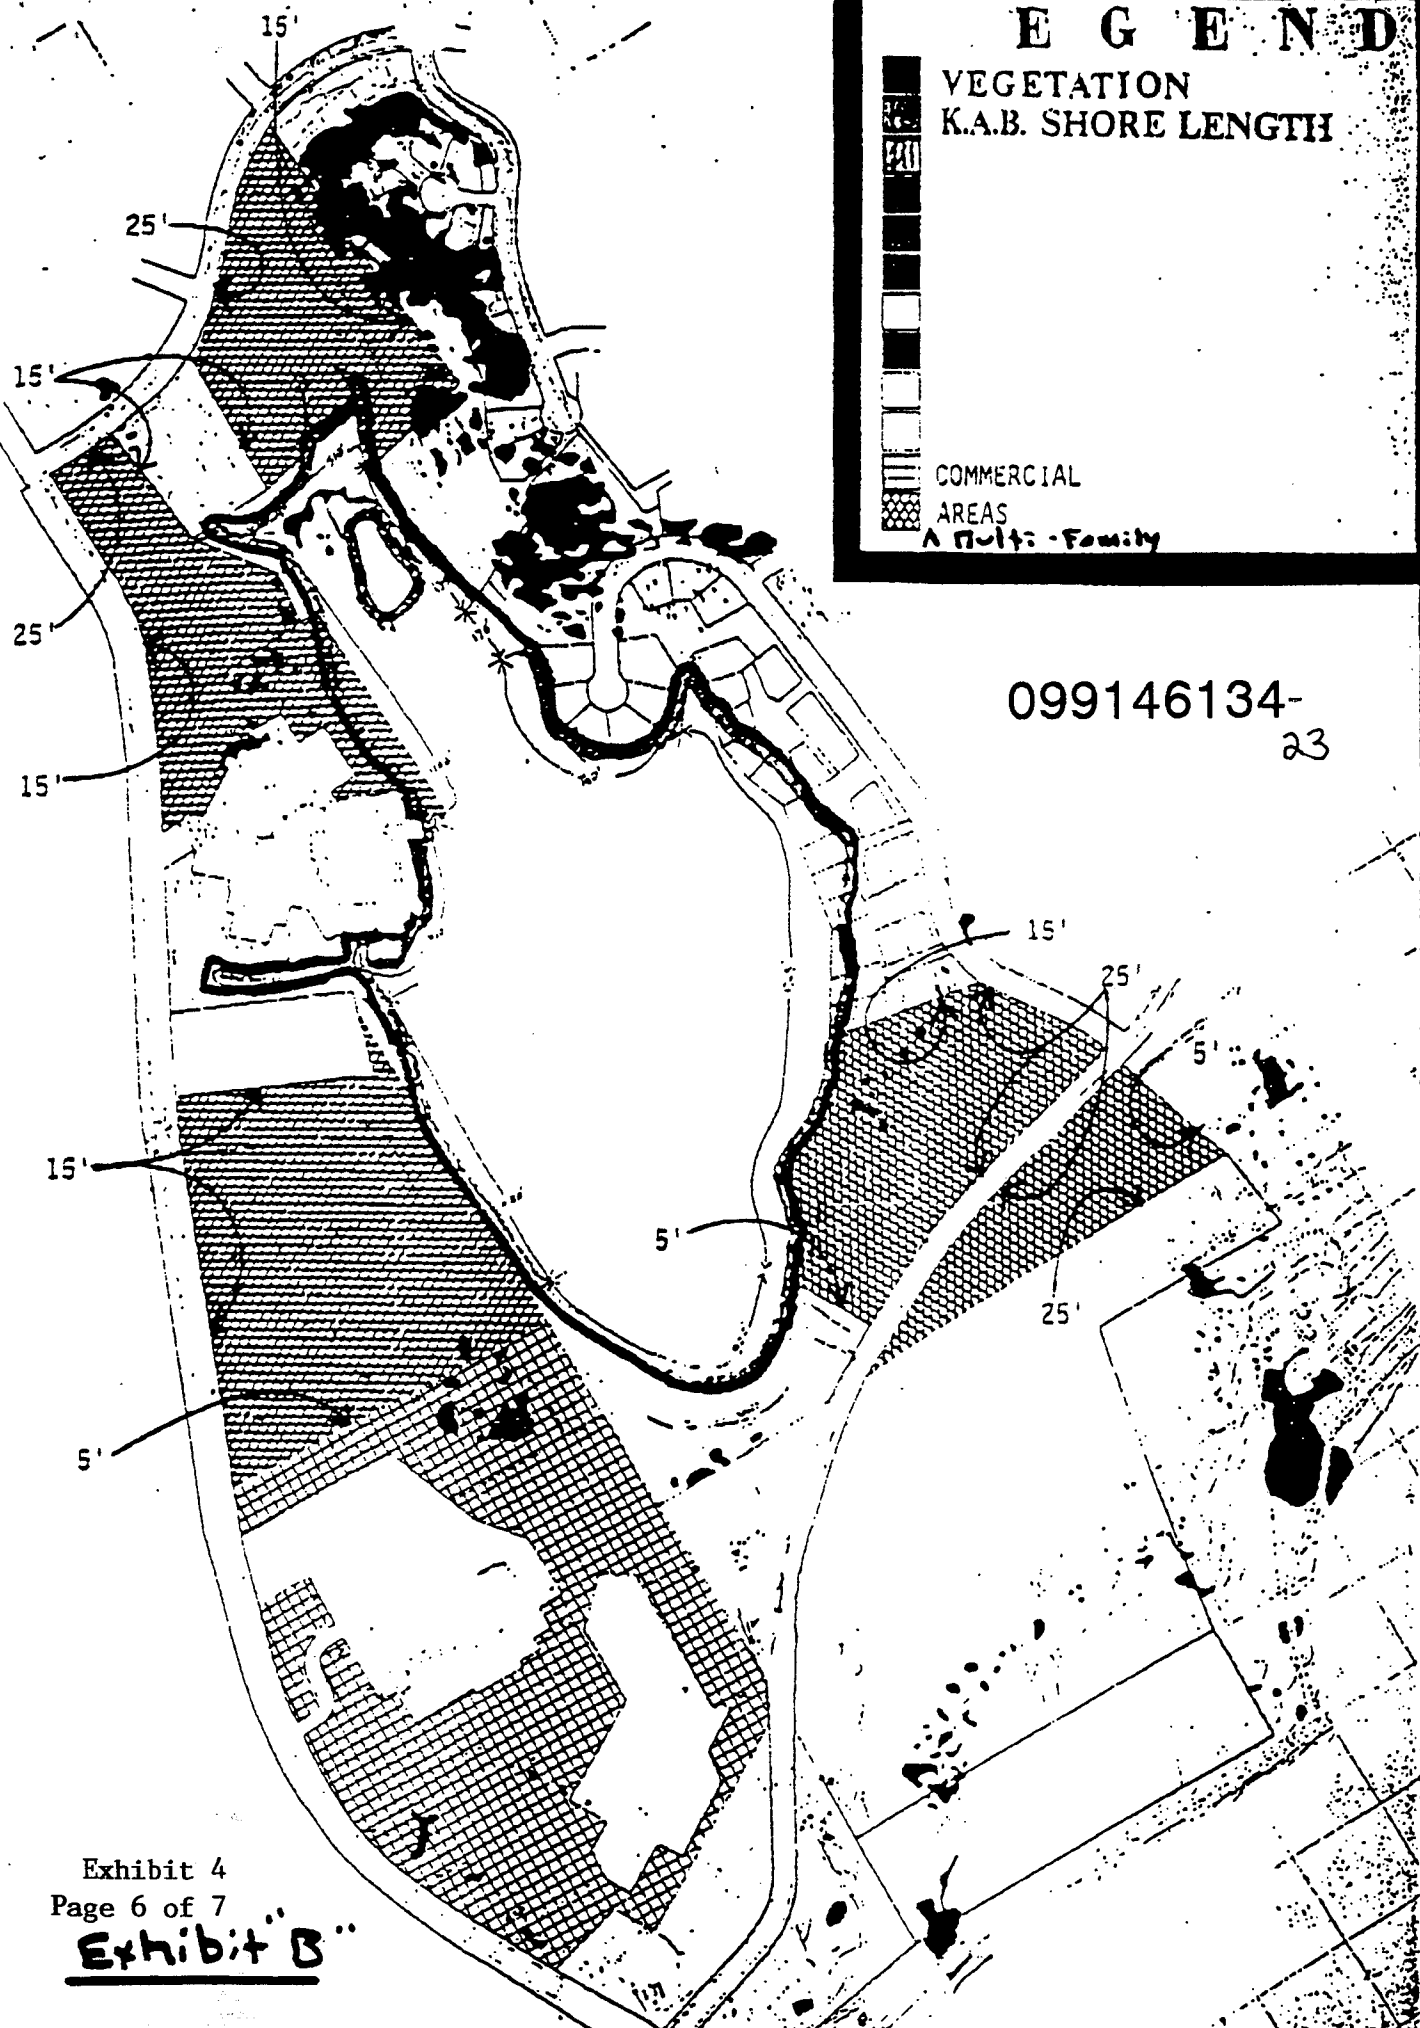 15'
E G E N D
VEGETATION
K.A.B. SHORE LENGTH
25'
15'
COMMERCIAL
AREAS
Multi-Family
25'
099146134-
23
15'
15'
25'
5'
15'
5'
25'
5'
Exhibit 4
Page 6 of 7
Exhibit "B"